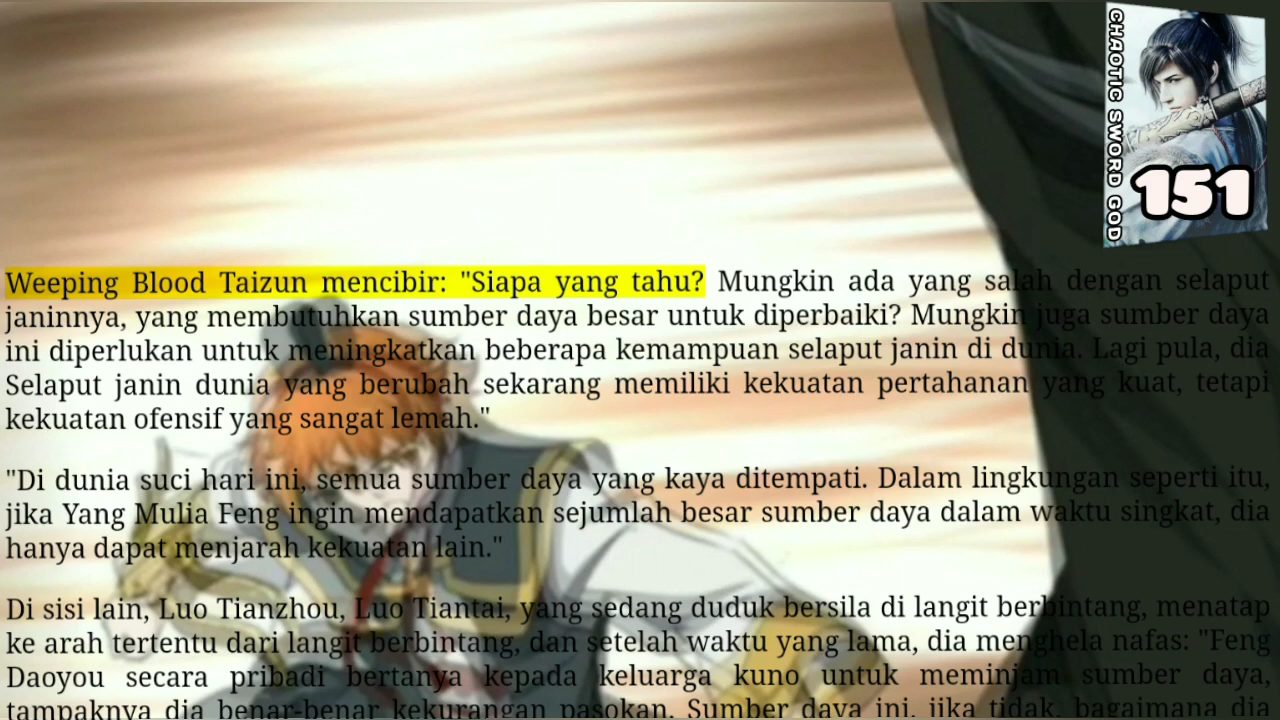 CHAOTIC SWORD GOD
151
Weeping Blood Taizun mencibir: "Siapa yang tahu? Mungkin ada yang salah dengan selaput
janinnya, yang membutuhkan sumber daya besar untuk diperbaiki? Mungkin juga sumber daya
ini diperlukan untuk meningkatkan beberapa kemampuan selaput janin di dunia. Lagi pula, dia
Selaput janin dunia yang berubah sekarang memiliki kekuatan pertahanan yang kuat, tetapi
kekuatan ofensif yang sangat lemah."
"Di dunia suci hari ini, semua sumber daya yang kaya ditempati. Dalam lingkungan seperti itu,
jika Yang Mulia Feng ingin mendapatkan sejumlah besar sumber daya dalam waktu singkat, dia
hanya dapat menjarah kekuatan lain."
Di sisi lain, Luo Tianzhou, Luo Tiantai, yang sedang duduk bersila di langit berbintang, menatap
ke arah tertentu dari langit berbintang, dan setelah waktu yang lama, dia menghela nafas: "Feng
Daoyou secara pribadi bertanya kepada keluarga kuno untuk meminjam sumber daya,
tampaknya dia benar-benar kekurangan pasokan. Sumber daya ini, jika tidak, bagaimana dia